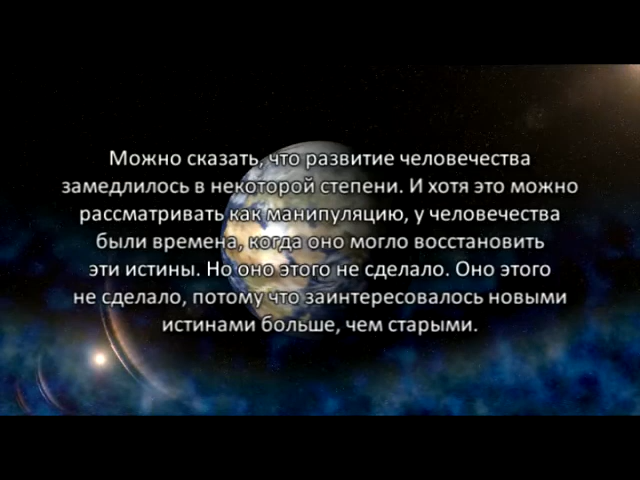 Можно сказать, что развитие человечества
замедлилось в некоторой степени. И хотя это можно
рассматривать как манипуляцию, у человечества
были времена, когда оно могло восстановить
эти истины. Но оно этого не сделало. Оно этого
не сделало, потому что заинтересовалось новыми
истинами больше, чем старыми.